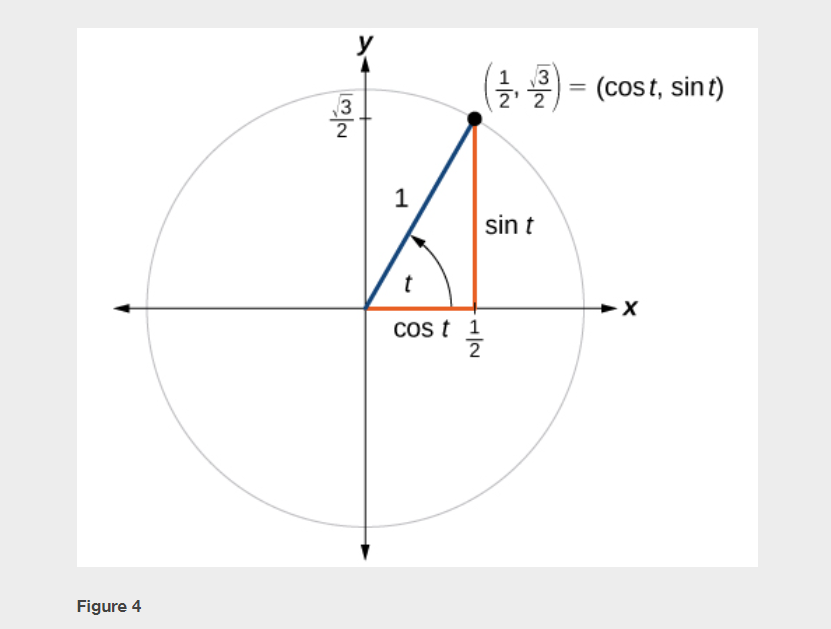 y
(1/2, √3/2) = (cos t, sin t)
√3/2
1
sin t
t
x
cos t 1/2
Figure 4